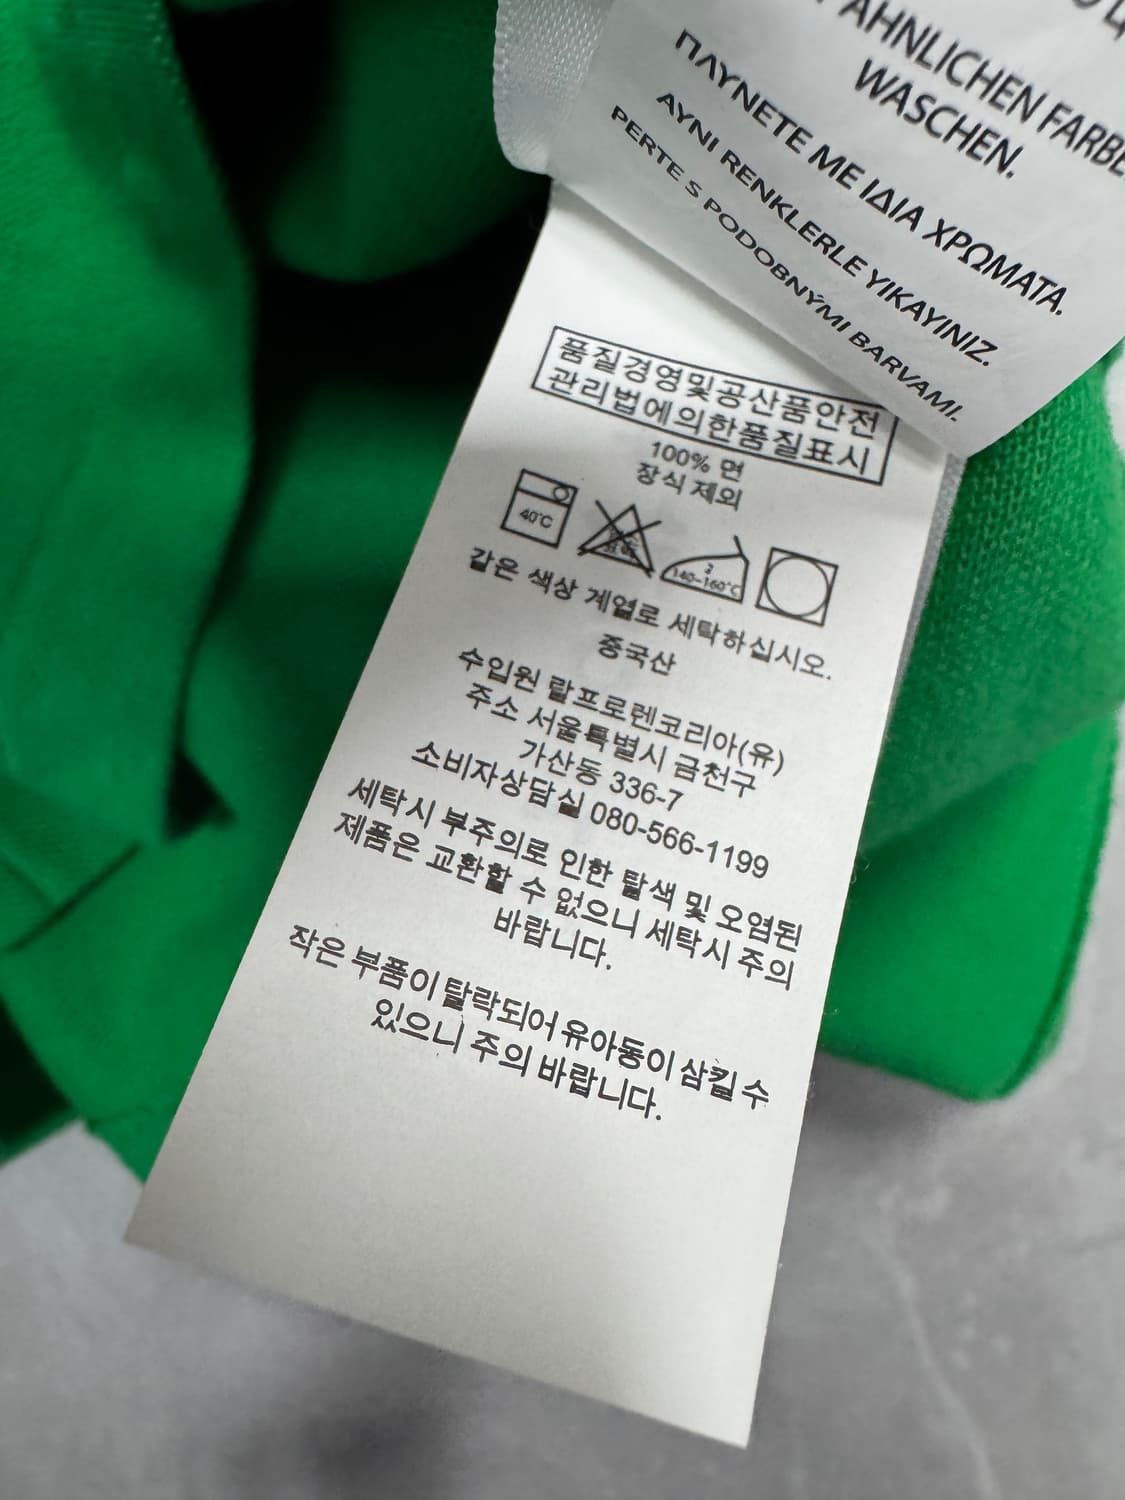 ÄHNLICHEN FARBE
WASCHEN.
ΠΛΥΝΕΤΕ ΜΕ ΙΔΙΑ ΧΡΩΜΑΤΑ.
AYNI RENKLERLE YIKAYINIZ.
PERTE S PODOBNÝMI BARVAMI.
품질경영및공산품안전
관리법에의한품질표시
100% 면
장식 제외
40℃
2
140~160℃
같은 색상 계열로 세탁하십시오.
중국산
수입원 랄프로렌코리아(유)
주소 서울특별시 금천구
가산동 336-7
소비자상담실 080-566-1199
세탁시 부주의로 인한 탈색 및 오염된
제품은 교환할 수 없으니 세탁시 주의
바랍니다.
작은 부품이 탈락되어 유아동이 삼킬 수
있으니 주의 바랍니다.